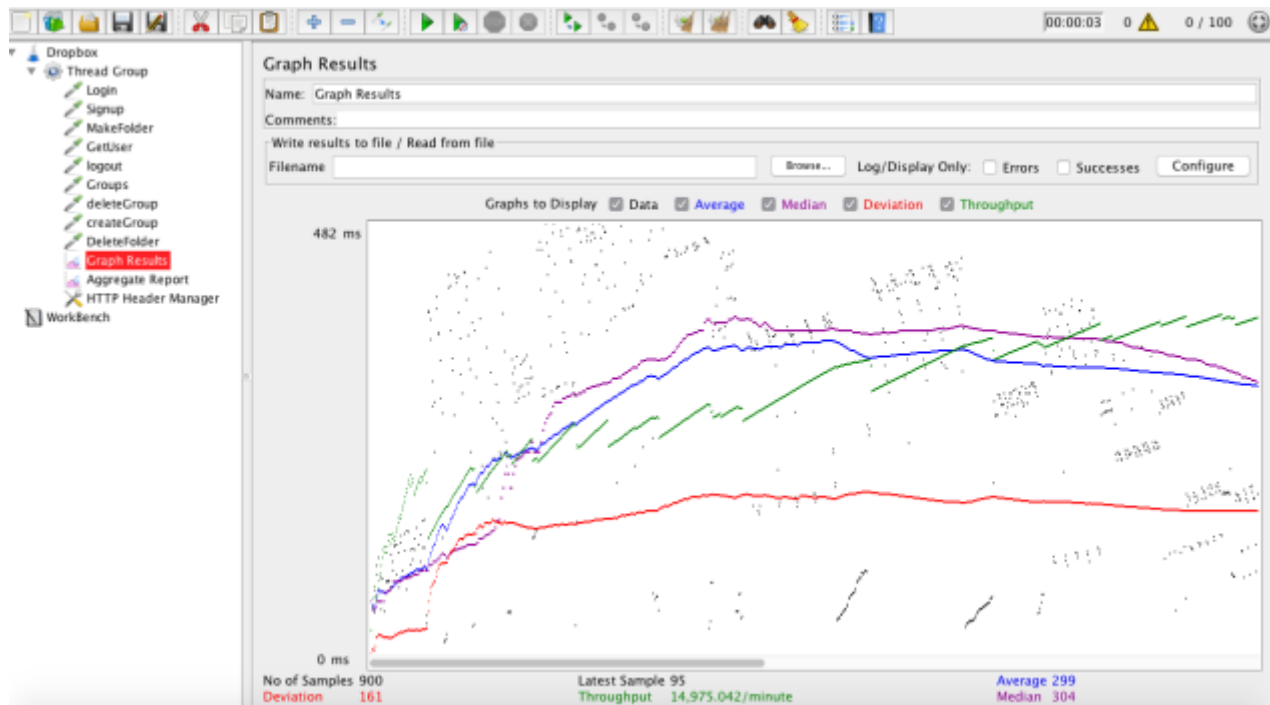 00:00:03 0 0 / 100
Dropbox
Thread Group
Login
Signup
MakeFolder
GetUser
logout
Groups
deleteGroup
createGroup
DeleteFolder
Graph Results
Aggregate Report
HTTP Header Manager
WorkBench
Graph Results
Name: Graph Results
Comments:
Write results to file / Read from file
Filename Browse... Log/Display Only: Errors Successes Configure
Graphs to Display Data Average Median Deviation Throughput
482 ms
0 ms
No of Samples 900 Latest Sample 95 Average 299
Deviation 161 Throughput 14,975.042/minute Median 304